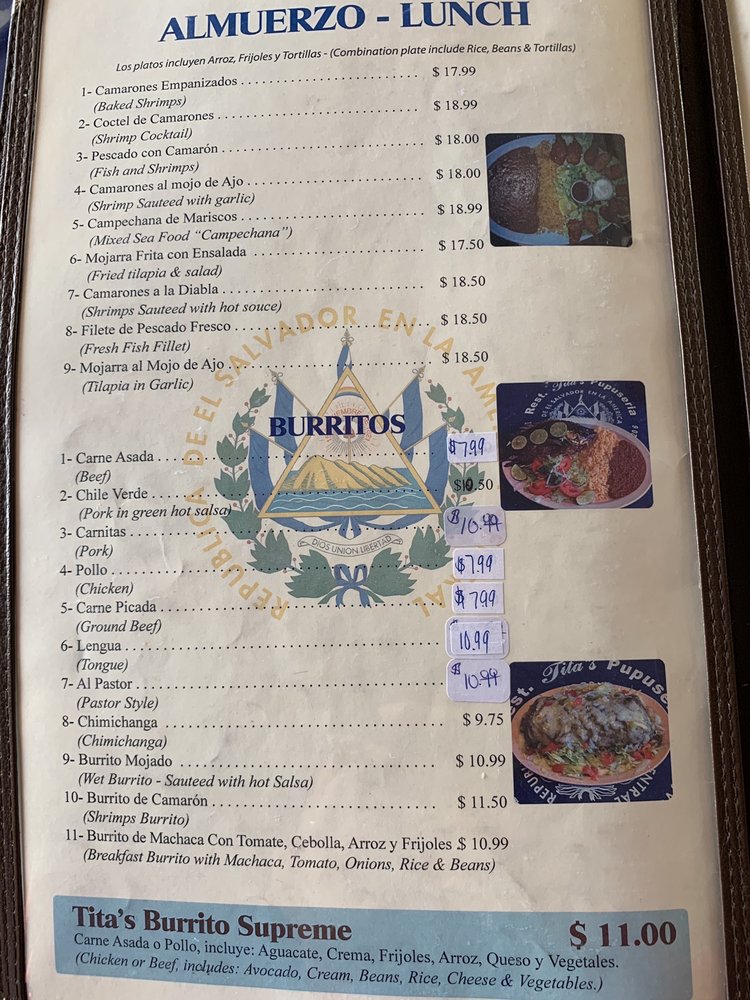 ALMUERZO - LUNCH
Los platos incluyen Arroz, Frijoles y Tortillas - (Combination plate include Rice, Beans & Tortillas)
1- Camarones Empanizados $ 17.99
(Baked Shrimps)
2- Coctel de Camarones $ 18.99
(Shrimp Cocktail)
3- Pescado con Camarón $ 18.00
(Fish and Shrimps)
4- Camarones al mojo de Ajo $ 18.00
(Shrimp Sauteed with garlic)
5- Campechana de Mariscos $ 18.99
(Mixed Sea Food “Campechana”)
6- Mojarra Frita con Ensalada $ 17.50
(Fried tilapia & salad)
7- Camarones a la Diabla $ 18.50
(Shrimps Sauteed with hot souce)
8- Filete de Pescado Fresco $ 18.50
(Fresh Fish Fillet)
9- Mojarra al Mojo de Ajo $ 18.50
(Tilapia in Garlic)
REPUBLICA DE EL SALVADOR EN LA AMERICA CENTRAL
DIOS UNION LIBERTAD
Rest. Tita's Pupuseria
DE EL SALVADOR EN LA AMERICA
BURRITOS
1- Carne Asada $7.99
(Beef)
2- Chile Verde $10.50
(Pork in green hot salsa)
3- Carnitas $10.99
(Pork)
4- Pollo $7.99
(Chicken)
5- Carne Picada $7.99
(Ground Beef)
6- Lengua 10.99
(Tongue)
7- Al Pastor $10.99
(Pastor Style)
8- Chimichanga $ 9.75
(Chimichanga)
9- Burrito Mojado $ 10.99
(Wet Burrito - Sauteed with hot Salsa)
10- Burrito de Camarón $ 11.50
(Shrimps Burrito)
11- Burrito de Machaca Con Tomate, Cebolla, Arroz y Frijoles $ 10.99
(Breakfast Burrito with Machaca, Tomato, Onions, Rice & Beans)
est. Tita's Pupuse
REPUBL
ENTRAL
Tita's Burrito Supreme $ 11.00
Carne Asada o Pollo, incluye: Aguacate, Crema, Frijoles, Arroz, Queso y Vegetales.
(Chicken or Beef, includes: Avocado, Cream, Beans, Rice, Cheese & Vegetables.)